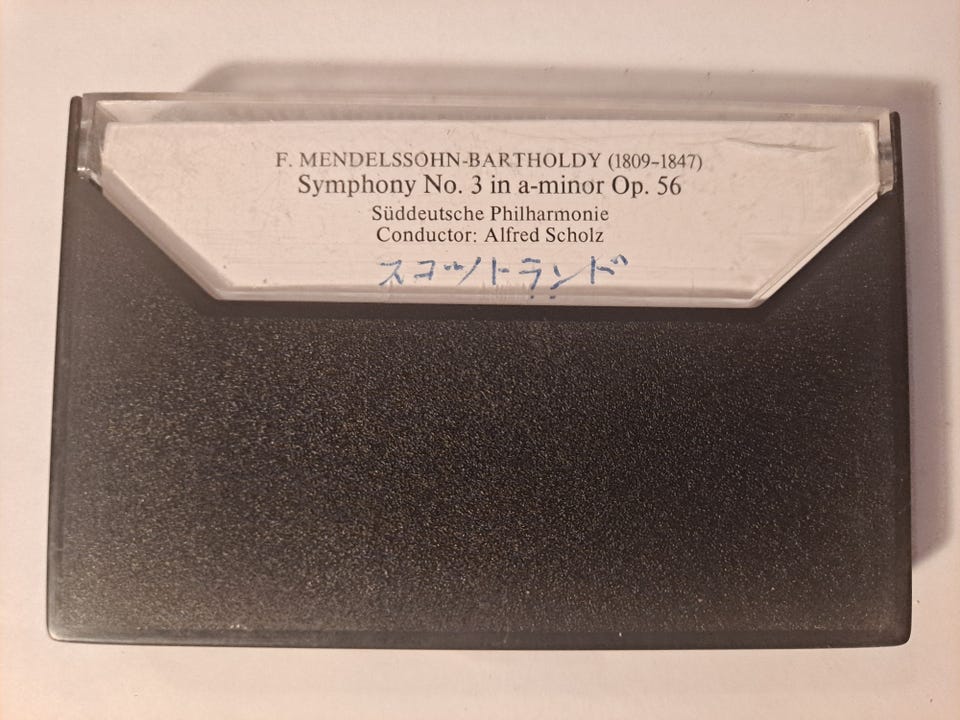 F. MENDELSSOHN-BARTHOLDY (1809-1847)
Symphony No. 3 in a-minor Op. 56
Süddeutsche Philharmonie
Conductor: Alfred Scholz
スコットランド